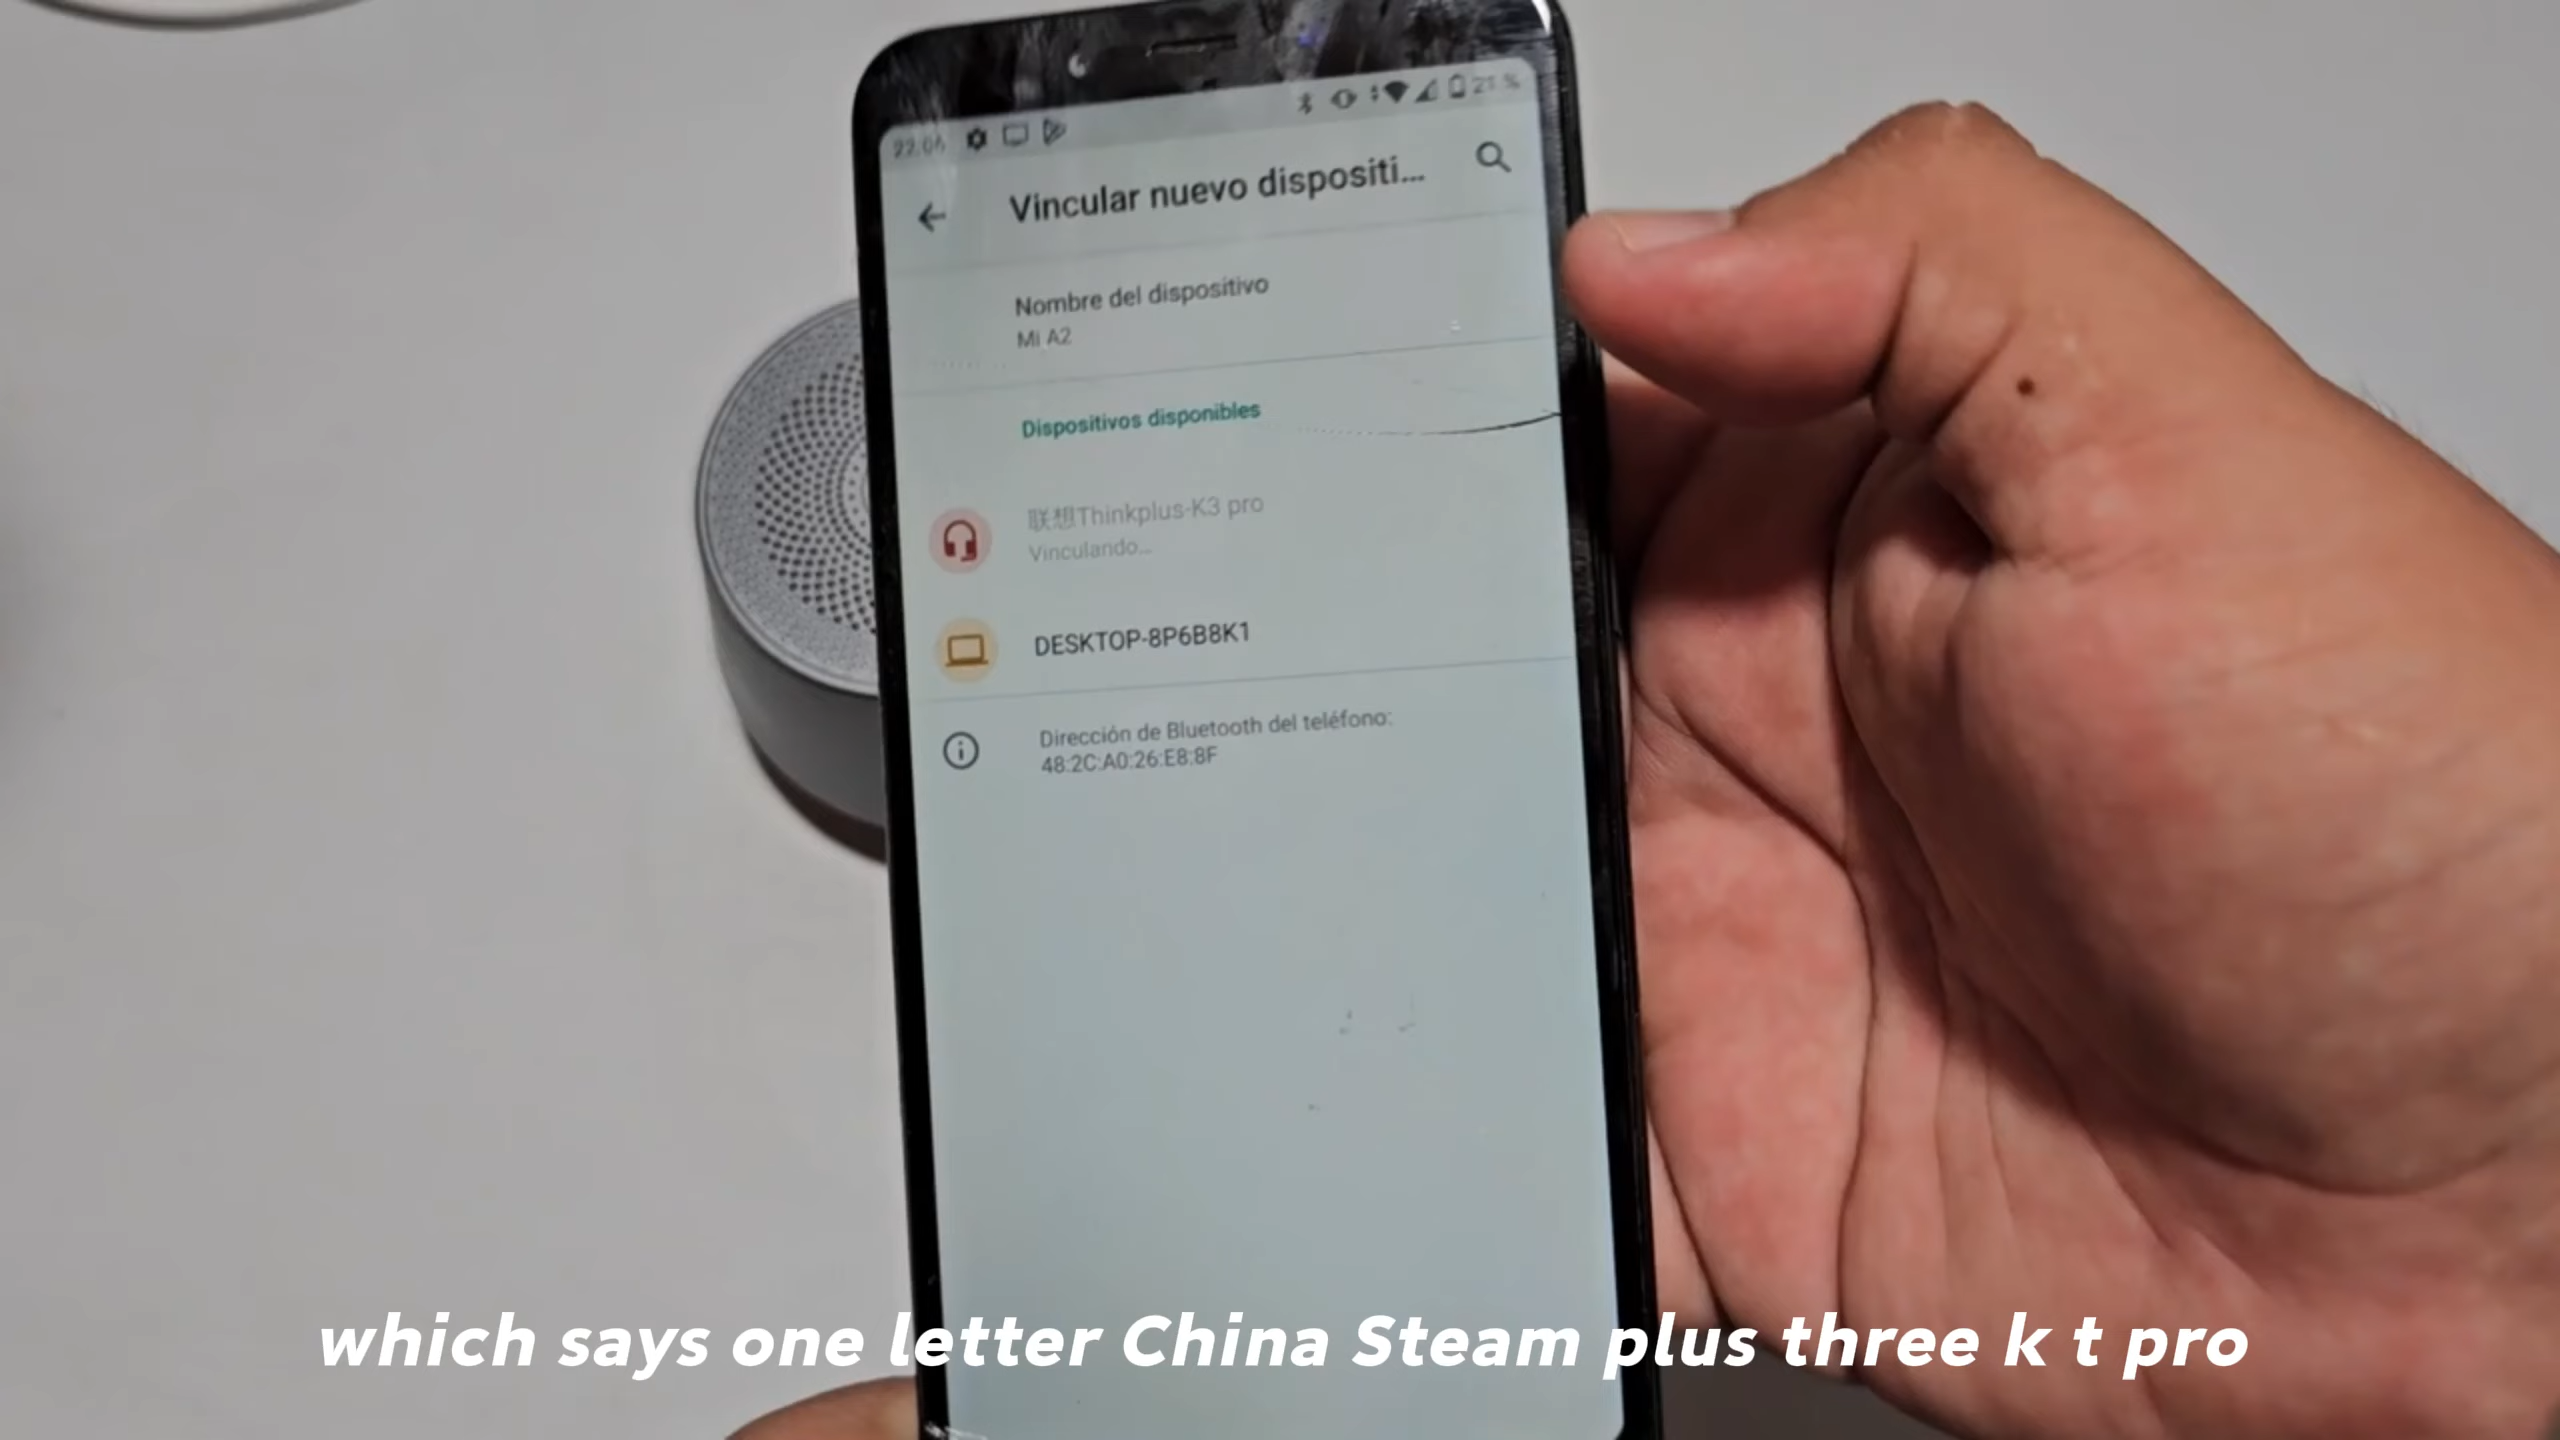 22:06
21 %
Vincular nuevo dispositi...
Nombre del dispositivo
Mi A2
Dispositivos disponibles
联想Thinkplus-K3 pro
Vinculando...
DESKTOP-8P6B8K1
Dirección de Bluetooth del teléfono:
48:2C:A0:26:E8:8F
which says one letter China Steam plus three k t pro